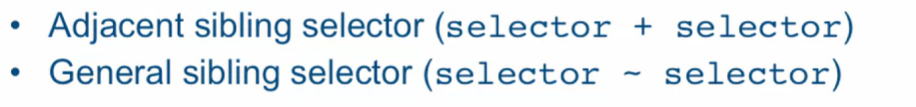 • Adjacent sibling selector (selector + selector)
• General sibling selector (selector ~ selector)